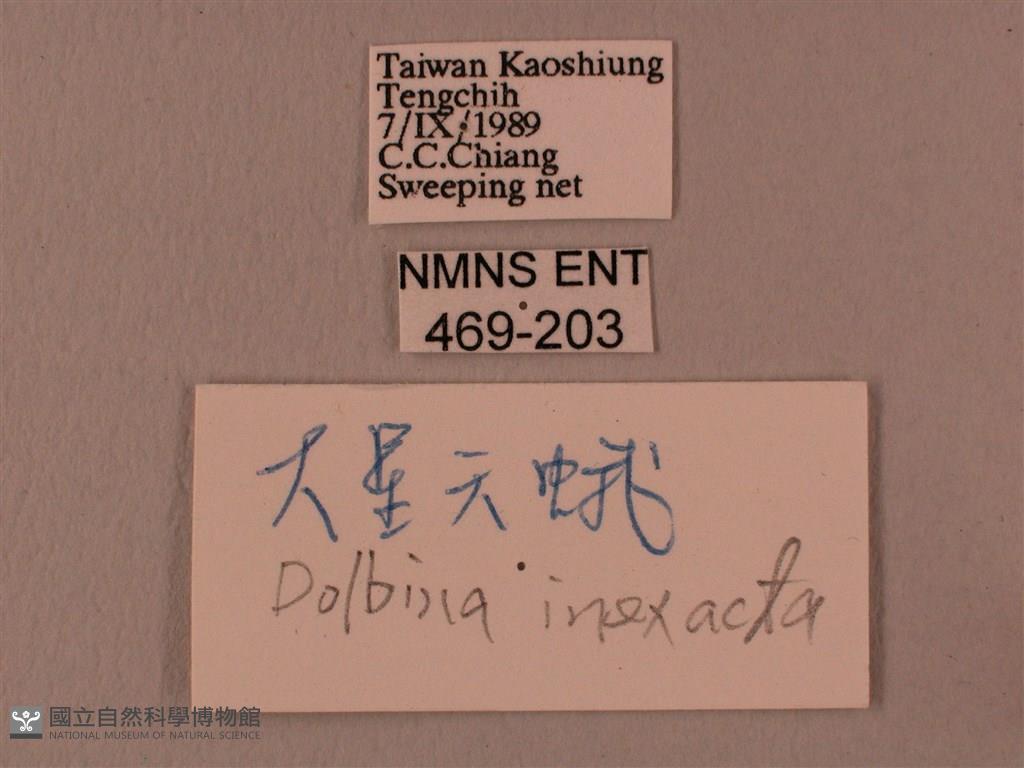 Taiwan Kaoshiung
Tengchih
7/IX/1989
C.C.Chiang
Sweeping net
NMNS ENT
469-203
大星天蛾
Dolbina inexacta
國立自然科學博物館
NATIONAL MUSEUM OF NATURAL SCIENCE